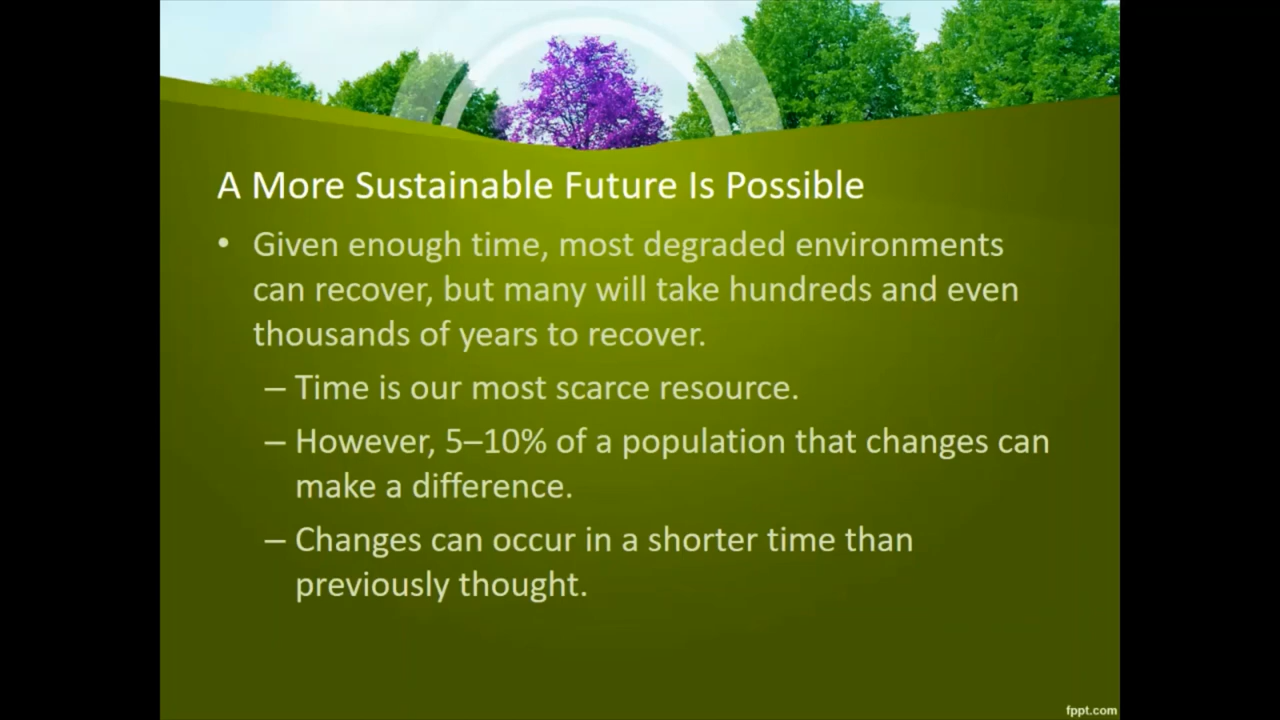 A More Sustainable Future Is Possible
• Given enough time, most degraded environments
can recover, but many will take hundreds and even
thousands of years to recover.
– Time is our most scarce resource.
– However, 5–10% of a population that changes can
make a difference.
– Changes can occur in a shorter time than
previously thought.
fppt.com